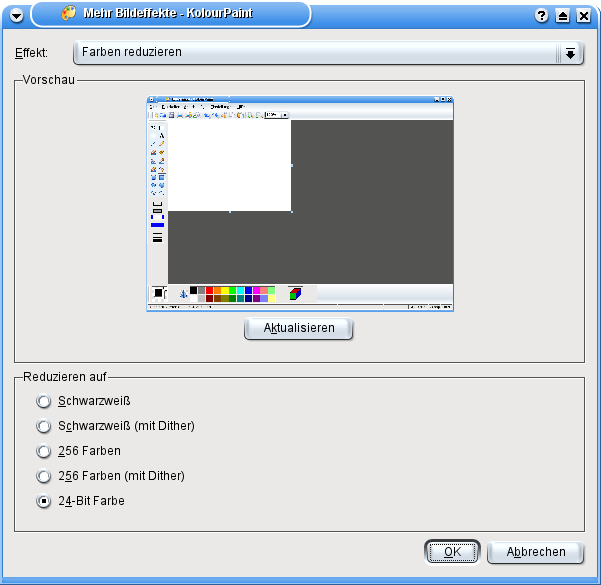 Mehr Bildeffekte - KolourPaint
Effekt: Farben reduzieren
Vorschau
Aktualisieren
Reduzieren auf
Schwarzweiß
Schwarzweiß (mit Dither)
256 Farben
256 Farben (mit Dither)
24-Bit Farbe
OK Abbrechen